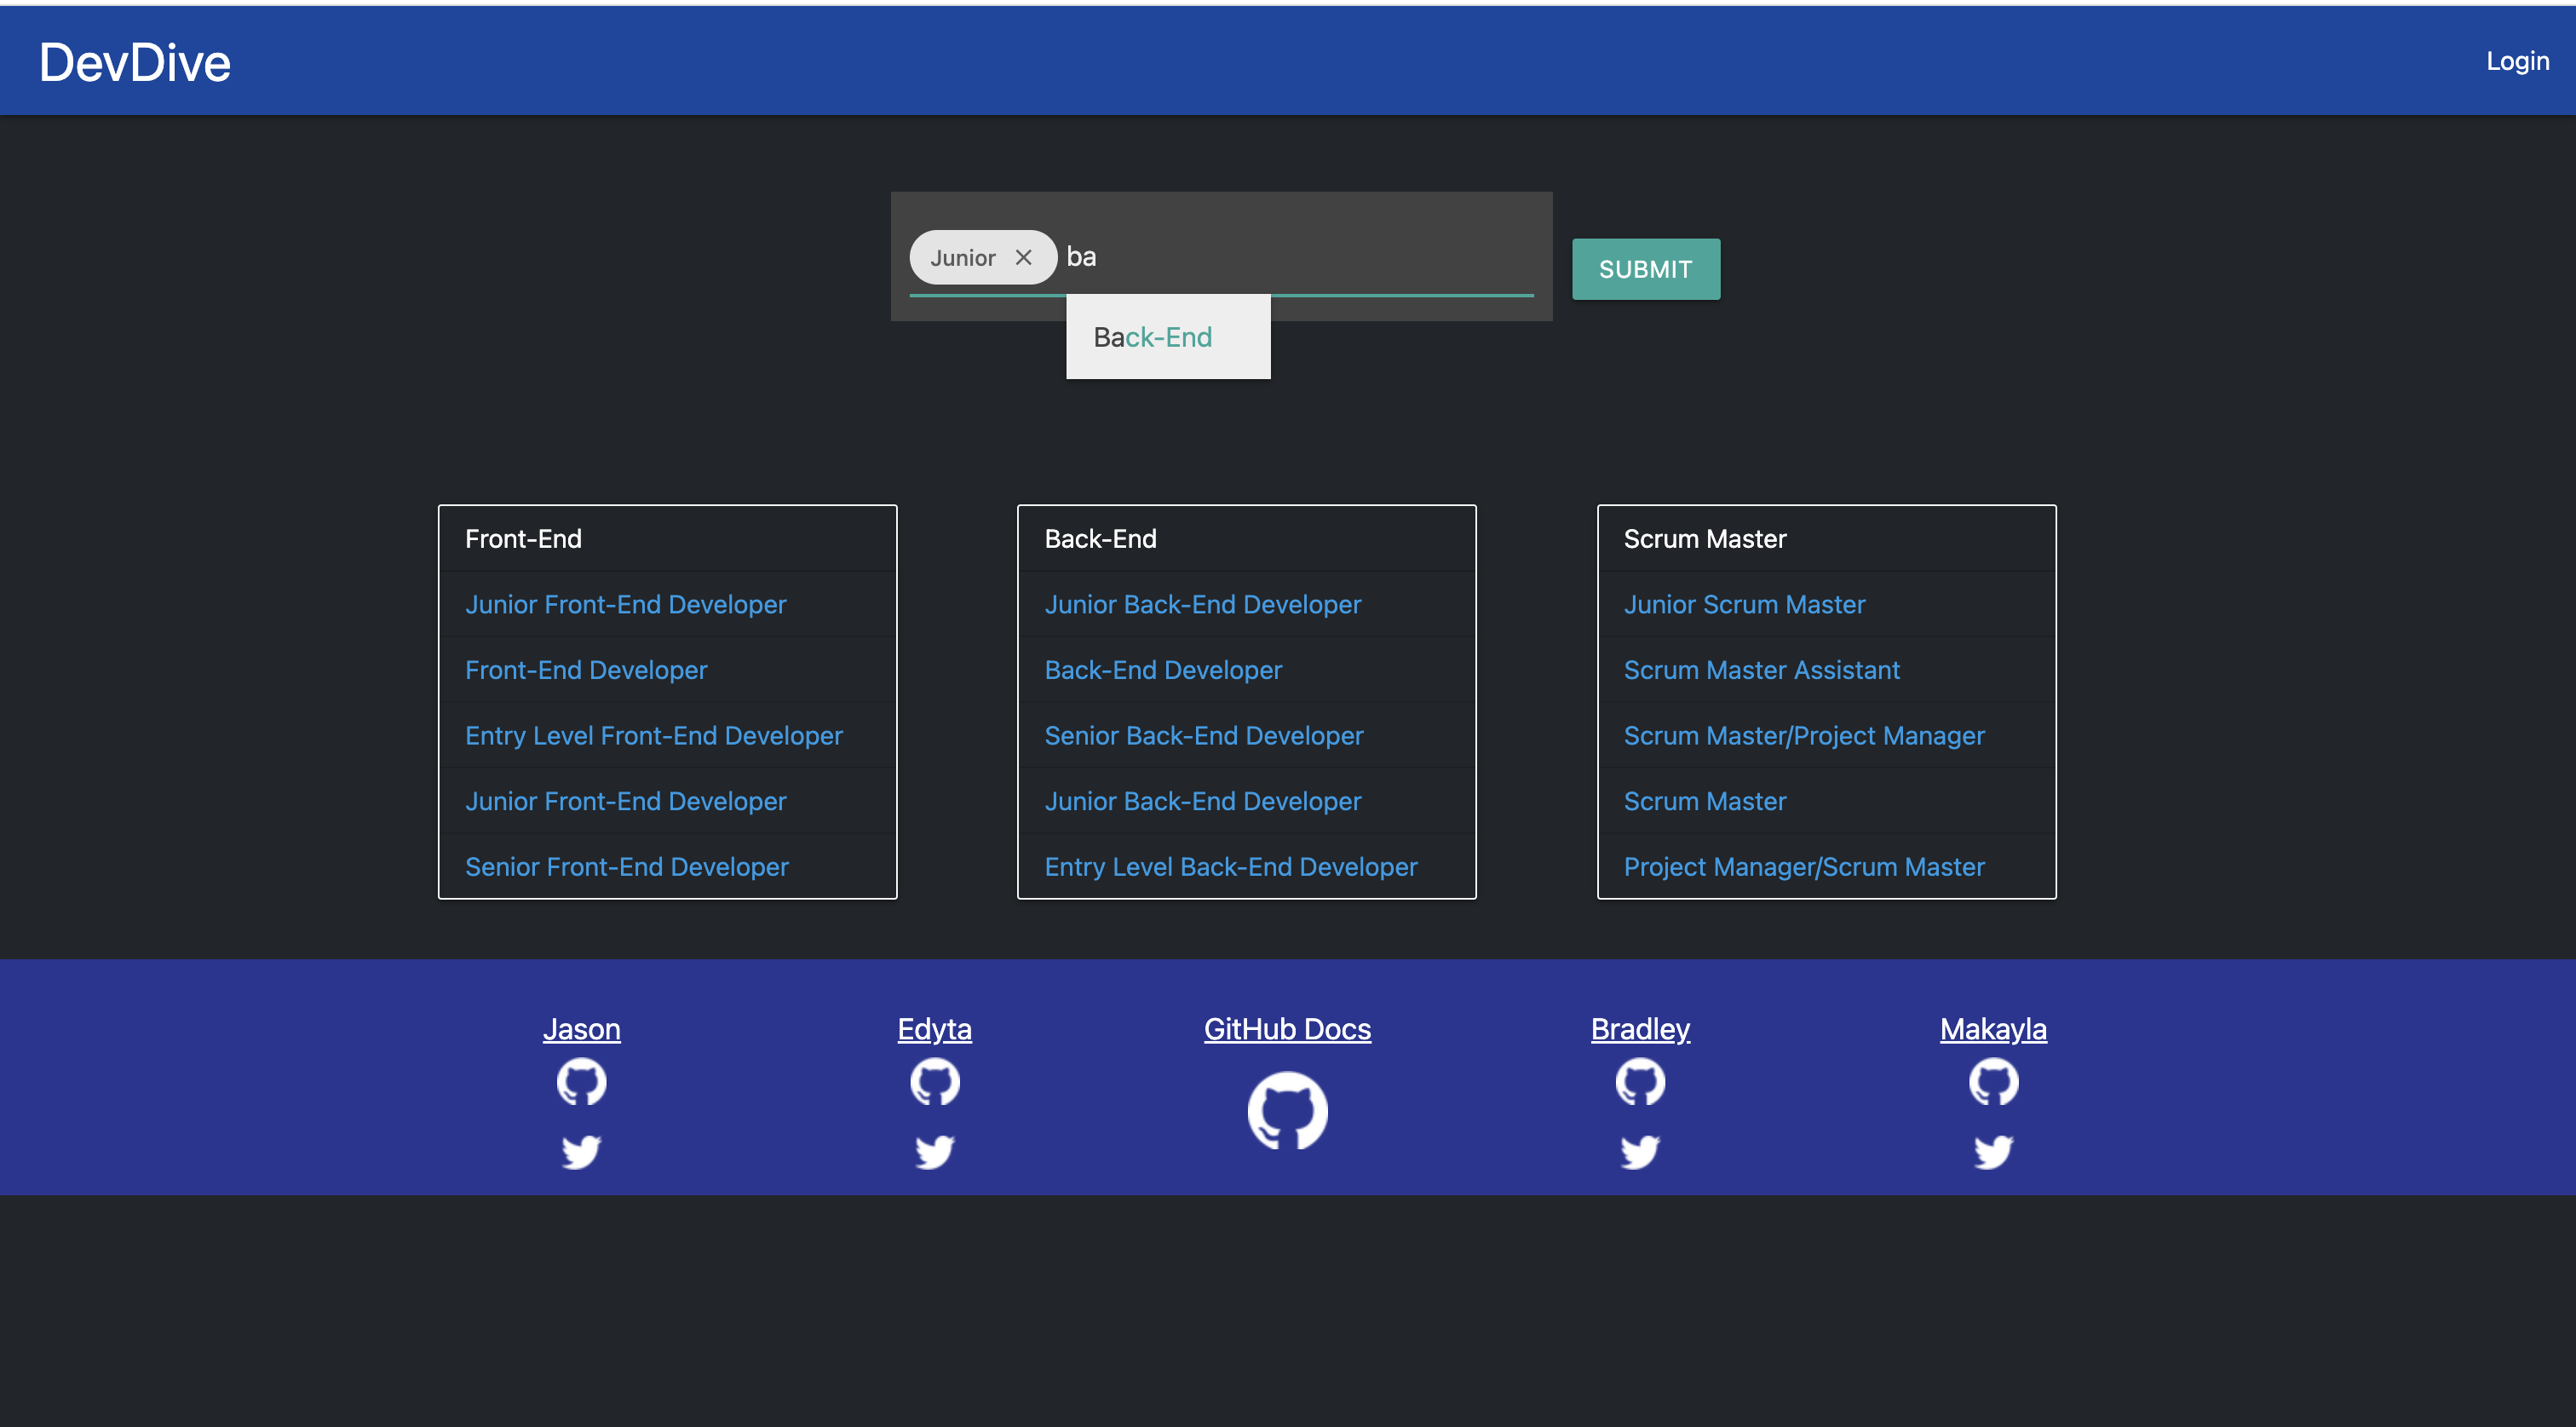 DevDive
Login
Junior ba
SUBMIT
Back-End
Front-End
Junior Front-End Developer
Front-End Developer
Entry Level Front-End Developer
Junior Front-End Developer
Senior Front-End Developer
Back-End
Junior Back-End Developer
Back-End Developer
Senior Back-End Developer
Junior Back-End Developer
Entry Level Back-End Developer
Scrum Master
Junior Scrum Master
Scrum Master Assistant
Scrum Master/Project Manager
Scrum Master
Project Manager/Scrum Master
Jason
Edyta
GitHub Docs
Bradley
Makayla